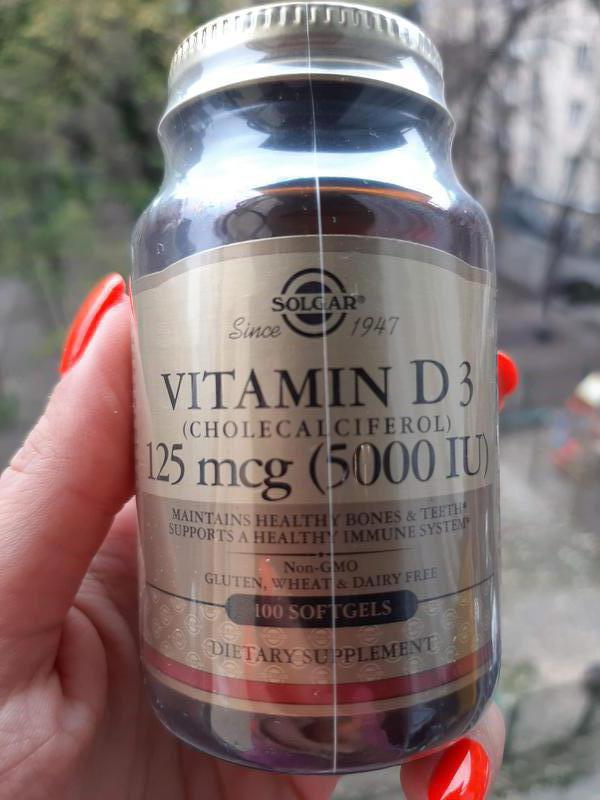 SOLGAR®
Since 1947
VITAMIN D3
(CHOLECALCIFEROL)
125 mcg (5000 IU)
MAINTAINS HEALTHY BONES & TEETH*
SUPPORTS A HEALTHY IMMUNE SYSTEM*
NON-GMO
GLUTEN, WHEAT & DAIRY FREE
100 SOFTGELS
DIETARY SUPPLEMENT